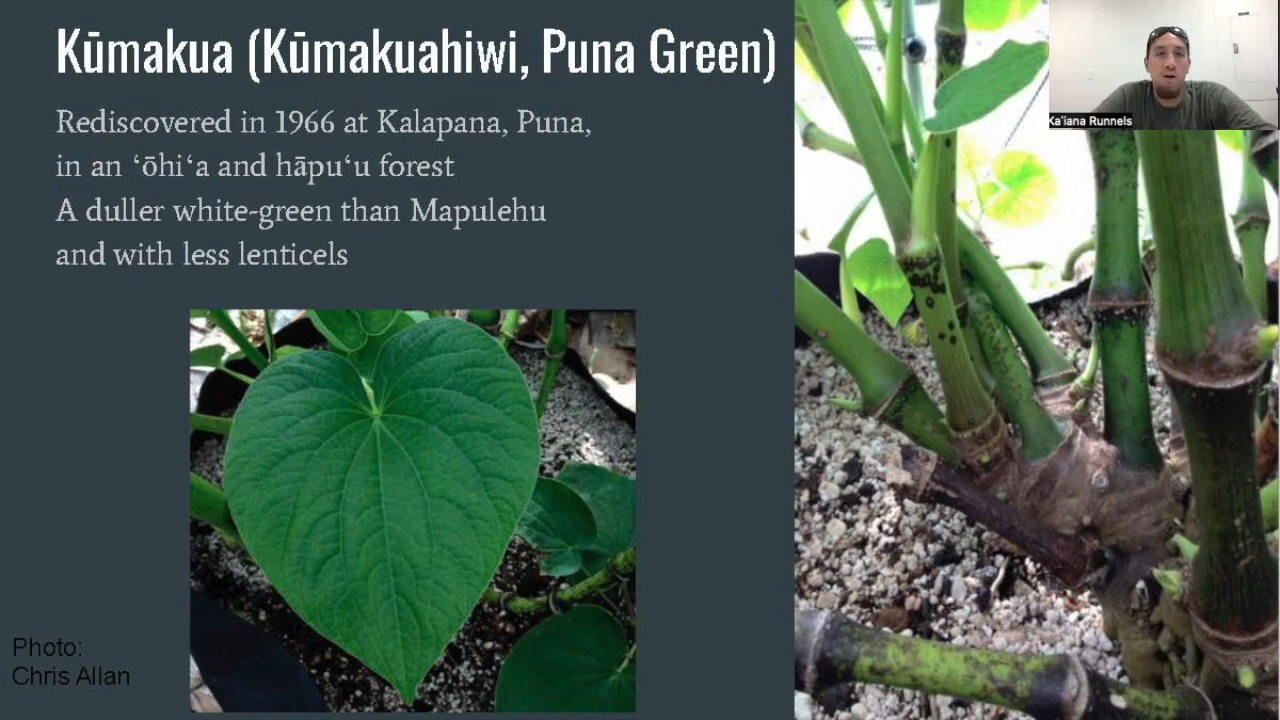 Kūmakua (Kūmakuahiwi, Puna Green)
Rediscovered in 1966 at Kalapana, Puna,
in an ʻōhiʻa and hāpuʻu forest
A duller white-green than Mapulehu
and with less lenticels
Photo:
Chris Allan
Kaʻiana Runnels